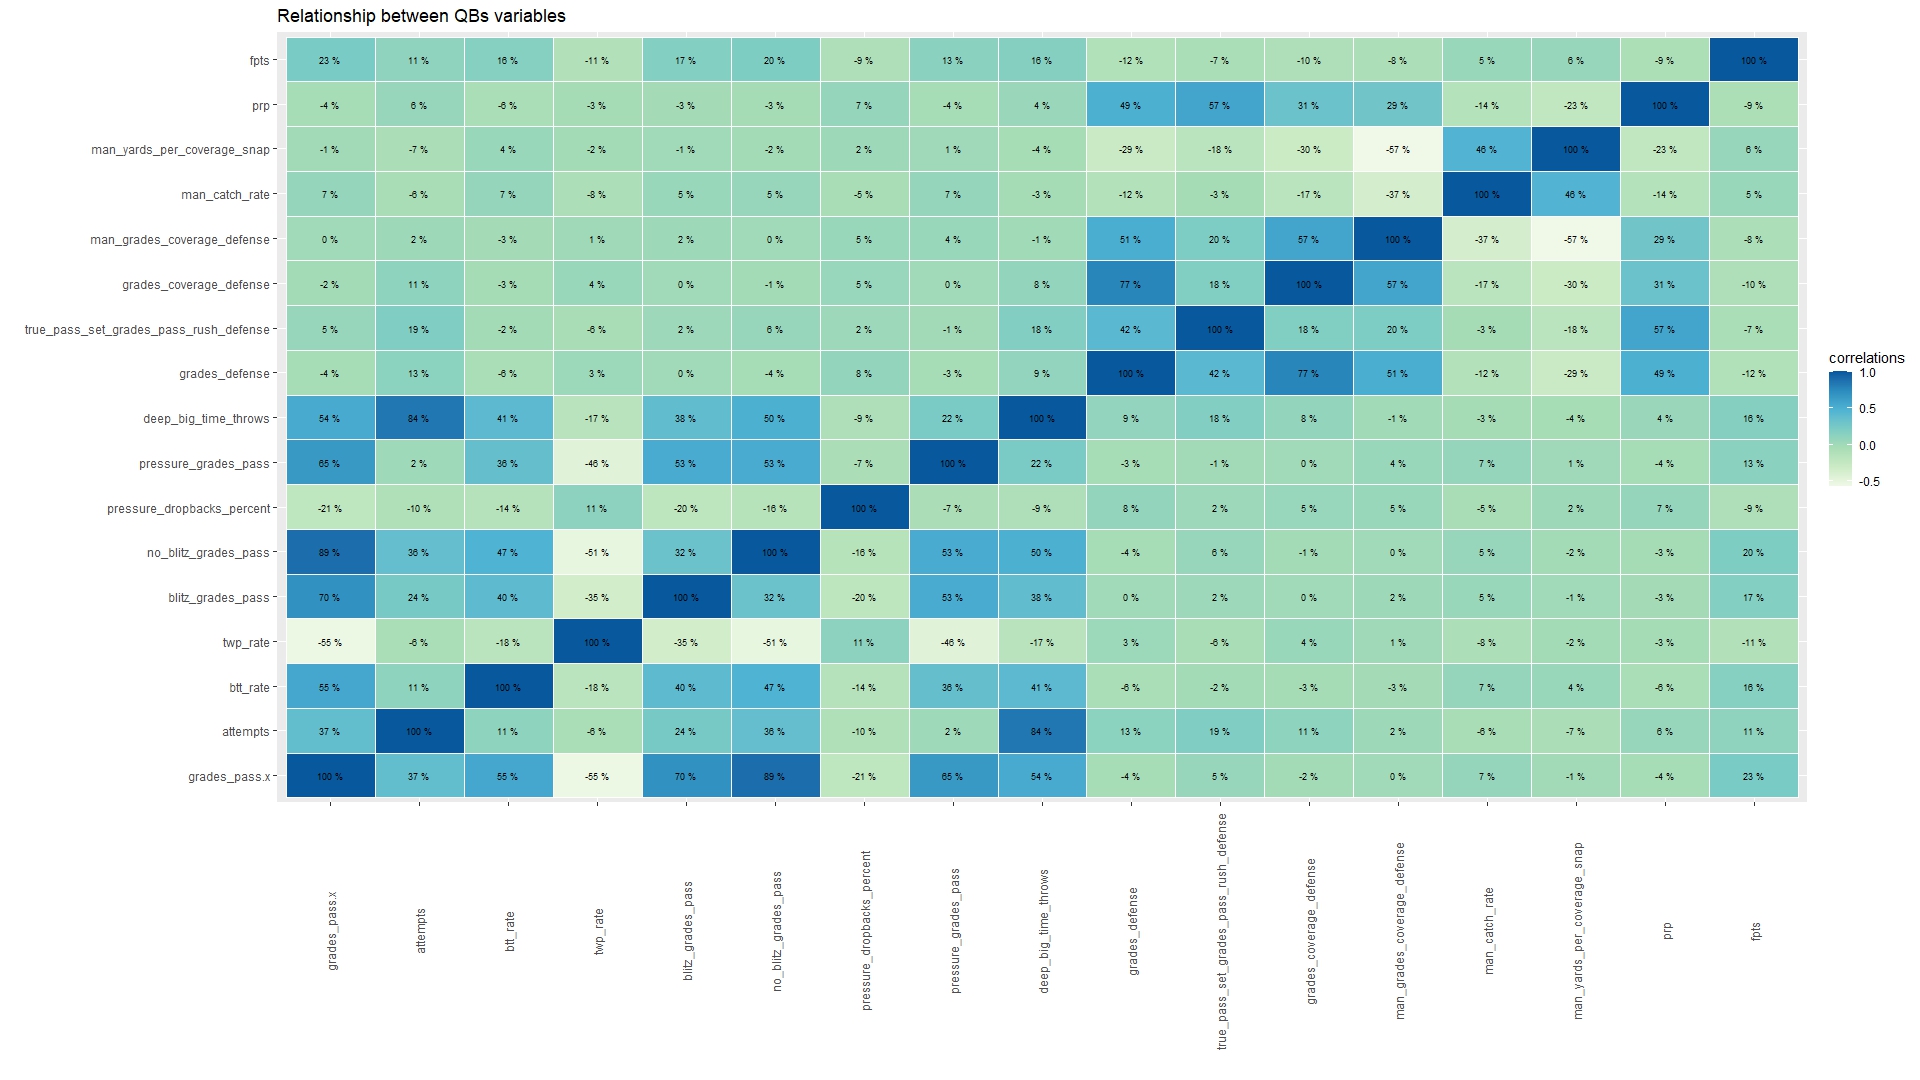 Relationship between QBs variables
fpts 23 % 11 % 16 % -11 % 17 % 20 % -9 % 13 % 16 % -12 % -7 % -10 % -8 % 5 % 6 % -9 % 100 %
prp -4 % 6 % -6 % -3 % -3 % -3 % 7 % -4 % 4 % 49 % 57 % 31 % 29 % -14 % -23 % 100 % -9 %
man_yards_per_coverage_snap -1 % -7 % 4 % -2 % -1 % -2 % 2 % 1 % -4 % -29 % -18 % -30 % -57 % 46 % 100 % -23 % 6 %
man_catch_rate 7 % -6 % 7 % -8 % 5 % 5 % -5 % 7 % -3 % -12 % -3 % -17 % -37 % 100 % 46 % -14 % 5 %
man_grades_coverage_defense 0 % 2 % -3 % 1 % 2 % 0 % 5 % 4 % -1 % 51 % 20 % 57 % 100 % -37 % -57 % 29 % -8 %
grades_coverage_defense -2 % 11 % -3 % 4 % 0 % -1 % 5 % 0 % 8 % 77 % 18 % 100 % 57 % -17 % -30 % 31 % -10 %
true_pass_set_grades_pass_rush_defense 5 % 19 % -2 % -6 % 2 % 6 % 2 % -1 % 18 % 42 % 100 % 18 % 20 % -3 % -18 % 57 % -7 %
grades_defense -4 % 13 % -6 % 3 % 0 % -4 % 8 % -3 % 9 % 100 % 42 % 77 % 51 % -12 % -29 % 49 % -12 %
deep_big_time_throws 54 % 84 % 41 % -17 % 38 % 50 % -9 % 22 % 100 % 9 % 18 % 8 % -1 % -3 % -4 % 4 % 16 %
pressure_grades_pass 65 % 2 % 36 % -46 % 53 % 53 % -7 % 100 % 22 % -3 % -1 % 0 % 4 % 7 % 1 % -4 % 13 %
pressure_dropbacks_percent -21 % -10 % -14 % 11 % -20 % -16 % 100 % -7 % -9 % 8 % 2 % 5 % 5 % -5 % 2 % 7 % -9 %
no_blitz_grades_pass 89 % 36 % 47 % -51 % 32 % 100 % -16 % 53 % 50 % -4 % 6 % -1 % 0 % 5 % -2 % -3 % 20 %
blitz_grades_pass 70 % 24 % 40 % -35 % 100 % 32 % -20 % 53 % 38 % 0 % 2 % 0 % 2 % 5 % -1 % -3 % 17 %
twp_rate -55 % -6 % -18 % 100 % -35 % -51 % 11 % -46 % -17 % 3 % -6 % 4 % 1 % -8 % -2 % -3 % -11 %
btt_rate 55 % 11 % 100 % -18 % 40 % 47 % -14 % 36 % 41 % -6 % -2 % -3 % -3 % 7 % 4 % -6 % 16 %
attempts 37 % 100 % 11 % -6 % 24 % 36 % -10 % 2 % 84 % 13 % 19 % 11 % 2 % -6 % -7 % 6 % 11 %
grades_pass.x 100 % 37 % 55 % -55 % 70 % 89 % -21 % 65 % 54 % -4 % 5 % -2 % 0 % 7 % -1 % -4 % 23 %
grades_pass.x
attempts
btt_rate
twp_rate
blitz_grades_pass
no_blitz_grades_pass
pressure_dropbacks_percent
pressure_grades_pass
deep_big_time_throws
grades_defense
true_pass_set_grades_pass_rush_defense
grades_coverage_defense
man_grades_coverage_defense
man_catch_rate
man_yards_per_coverage_snap
prp
fpts
correlations
1.0
0.5
0.0
-0.5